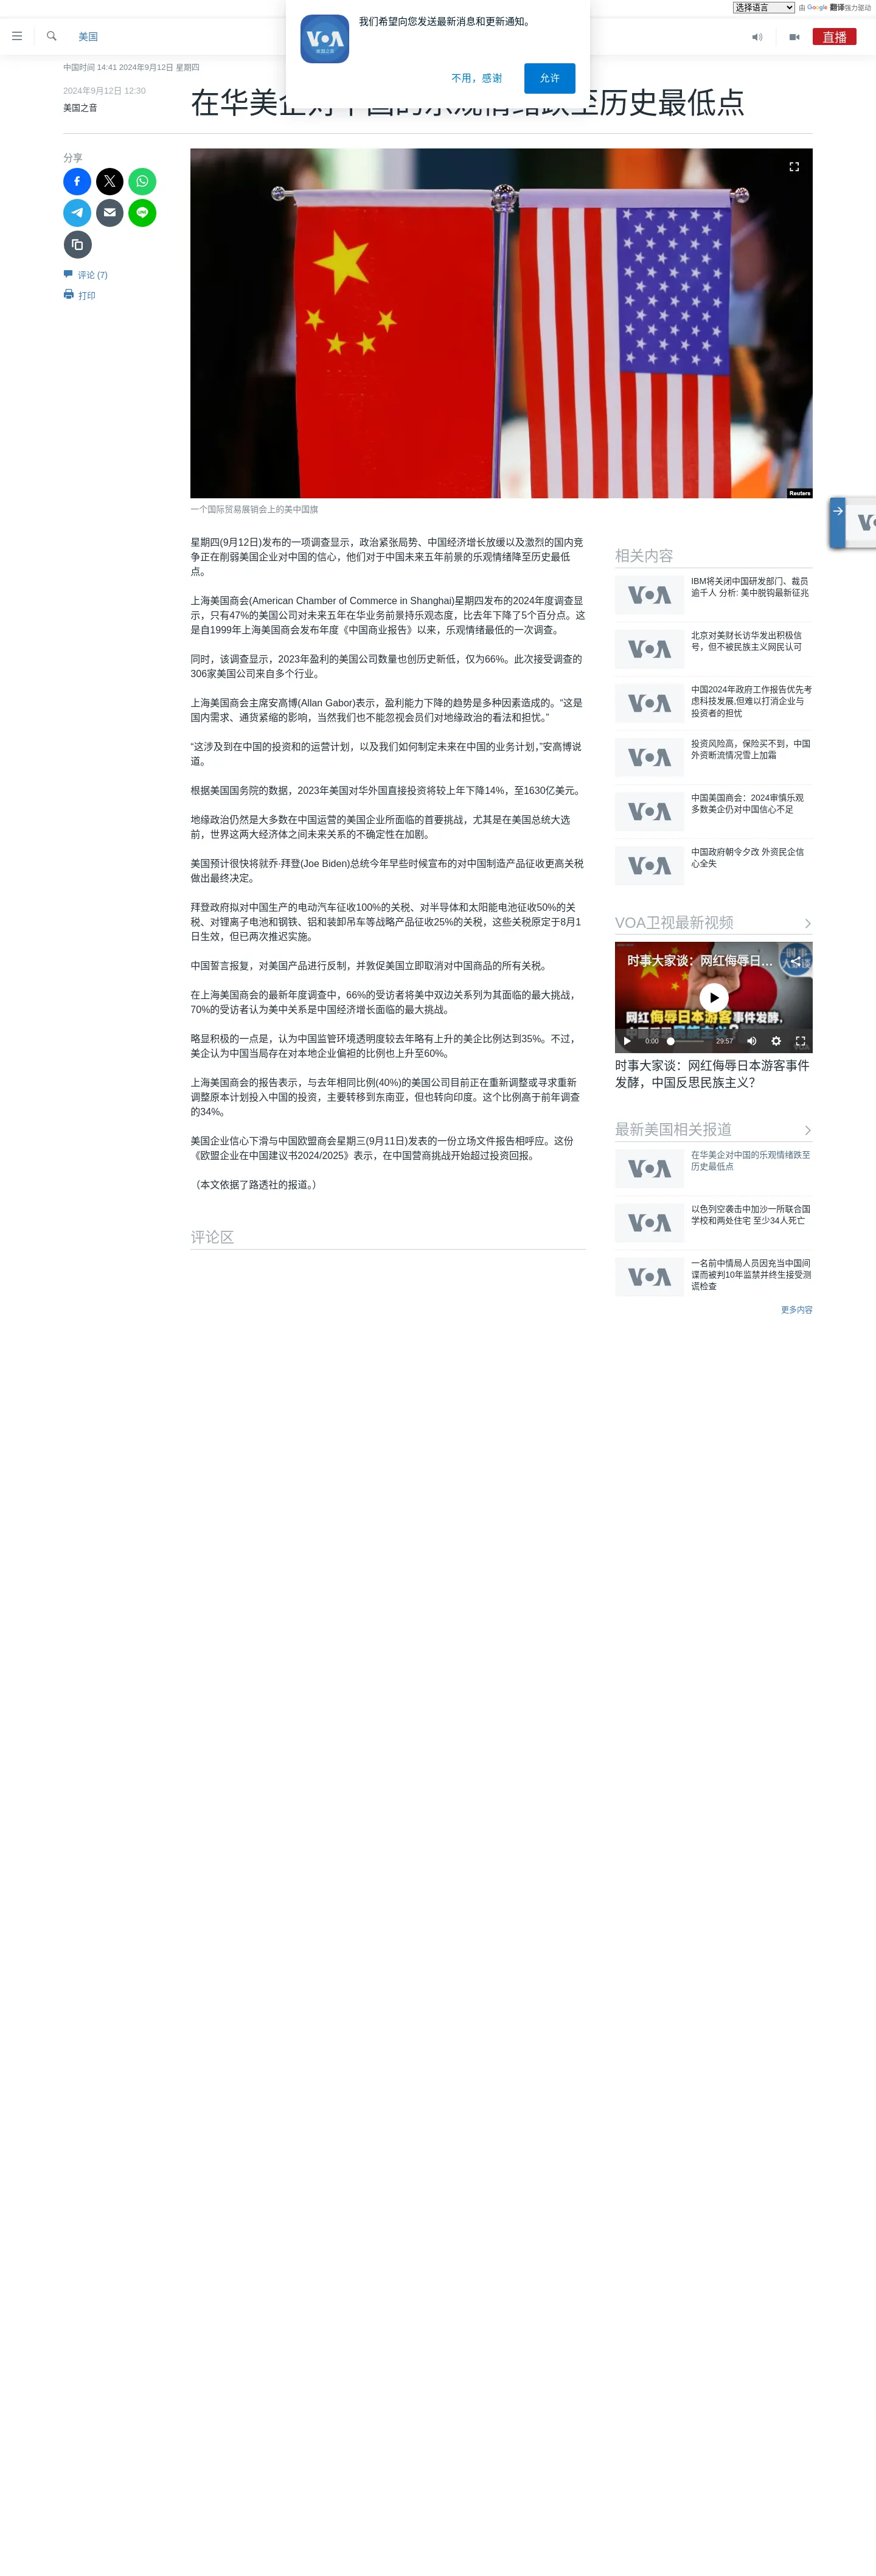 选择语言
由 Google 翻译强力驱动
我们希望向您发送最新消息和更新通知。
VOA
美国之音
不用，感谢
允许
美国
直播
中国时间 14:41 2024年9月12日 星期四
2024年9月12日 12:30
美国之音
在华美企对中国的乐观情绪跌至历史最低点
分享
评论 (7)
打印
Reuters
一个国际贸易展销会上的美中国旗
星期四(9月12日)发布的一项调查显示，政治紧张局势、中国经济增长放缓以及激烈的国内竞
争正在削弱美国企业对中国的信心，他们对于中国未来五年前景的乐观情绪降至历史最低
点。
上海美国商会(American Chamber of Commerce in Shanghai)星期四发布的2024年度调查显
示，只有47%的美国公司对未来五年在华业务前景持乐观态度，比去年下降了5个百分点。这
是自1999年上海美国商会发布年度《中国商业报告》以来，乐观情绪最低的一次调查。
同时，该调查显示，2023年盈利的美国公司数量也创历史新低，仅为66%。此次接受调查的
306家美国公司来自多个行业。
上海美国商会主席安高博(Allan Gabor)表示，盈利能力下降的趋势是多种因素造成的。“这是
国内需求、通货紧缩的影响，当然我们也不能忽视会员们对地缘政治的看法和担忧。”
“这涉及到在中国的投资和的运营计划，以及我们如何制定未来在中国的业务计划，”安高博说
道。
根据美国国务院的数据，2023年美国对华外国直接投资将较上年下降14%，至1630亿美元。
地缘政治仍然是大多数在中国运营的美国企业所面临的首要挑战，尤其是在美国总统大选
前，世界这两大经济体之间未来关系的不确定性在加剧。
美国预计很快将就乔·拜登(Joe Biden)总统今年早些时候宣布的对中国制造产品征收更高关税
做出最终决定。
拜登政府拟对中国生产的电动汽车征收100%的关税、对半导体和太阳能电池征收50%的关
税、对锂离子电池和钢铁、铝和装卸吊车等战略产品征收25%的关税，这些关税原定于8月1
日生效，但已两次推迟实施。
中国誓言报复，对美国产品进行反制，并敦促美国立即取消对中国商品的所有关税。
在上海美国商会的最新年度调查中，66%的受访者将美中双边关系列为其面临的最大挑战，
70%的受访者认为美中关系是中国经济增长面临的最大挑战。
略显积极的一点是，认为中国监管环境透明度较去年略有上升的美企比例达到35%。不过，
美企认为中国当局存在对本地企业偏袒的比例也上升至60%。
上海美国商会的报告表示，与去年相同比例(40%)的美国公司目前正在重新调整或寻求重新
调整原本计划投入中国的投资，主要转移到东南亚，但也转向印度。这个比例高于前年调查
的34%。
美国企业信心下滑与中国欧盟商会星期三(9月11日)发表的一份立场文件报告相呼应。这份
《欧盟企业在中国建议书2024/2025》表示，在中国营商挑战开始超过投资回报。
（本文依据了路透社的报道。）
评论区
相关内容
VOA
IBM将关闭中国研发部门、裁员
逾千人 分析: 美中脱钩最新征兆
VOA
北京对美财长访华发出积极信
号，但不被民族主义网民认可
VOA
中国2024年政府工作报告优先考
虑科技发展,但难以打消企业与
投资者的担忧
VOA
投资风险高，保险买不到，中国
外资断流情况雪上加霜
VOA
中国美国商会：2024审慎乐观
多数美企仍对中国信心不足
VOA
中国政府朝令夕改 外资民企信
心全失
VOA卫视最新视频
时事大家谈：网红侮辱日…
网红侮辱日本游客事件发酵，
0:00
29:57
时事大家谈：网红侮辱日本游客事件
发酵，中国反思民族主义？
最新美国相关报道
VOA
在华美企对中国的乐观情绪跌至
历史最低点
VOA
以色列空袭击中加沙一所联合国
学校和两处住宅 至少34人死亡
VOA
一名前中情局人员因充当中国间
谍而被判10年监禁并终生接受测
谎检查
更多内容